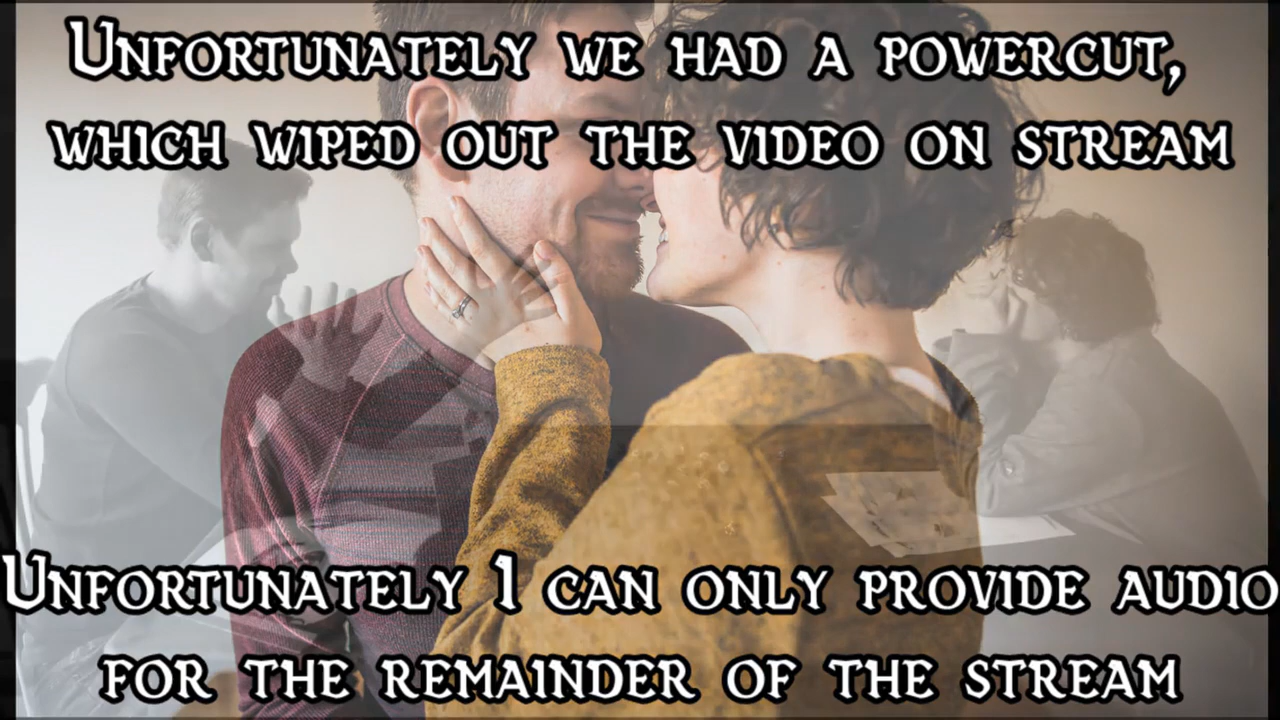 Unfortunately we had a powercut,
which wiped out the video on stream
Unfortunately I can only provide audio
for the remainder of the stream